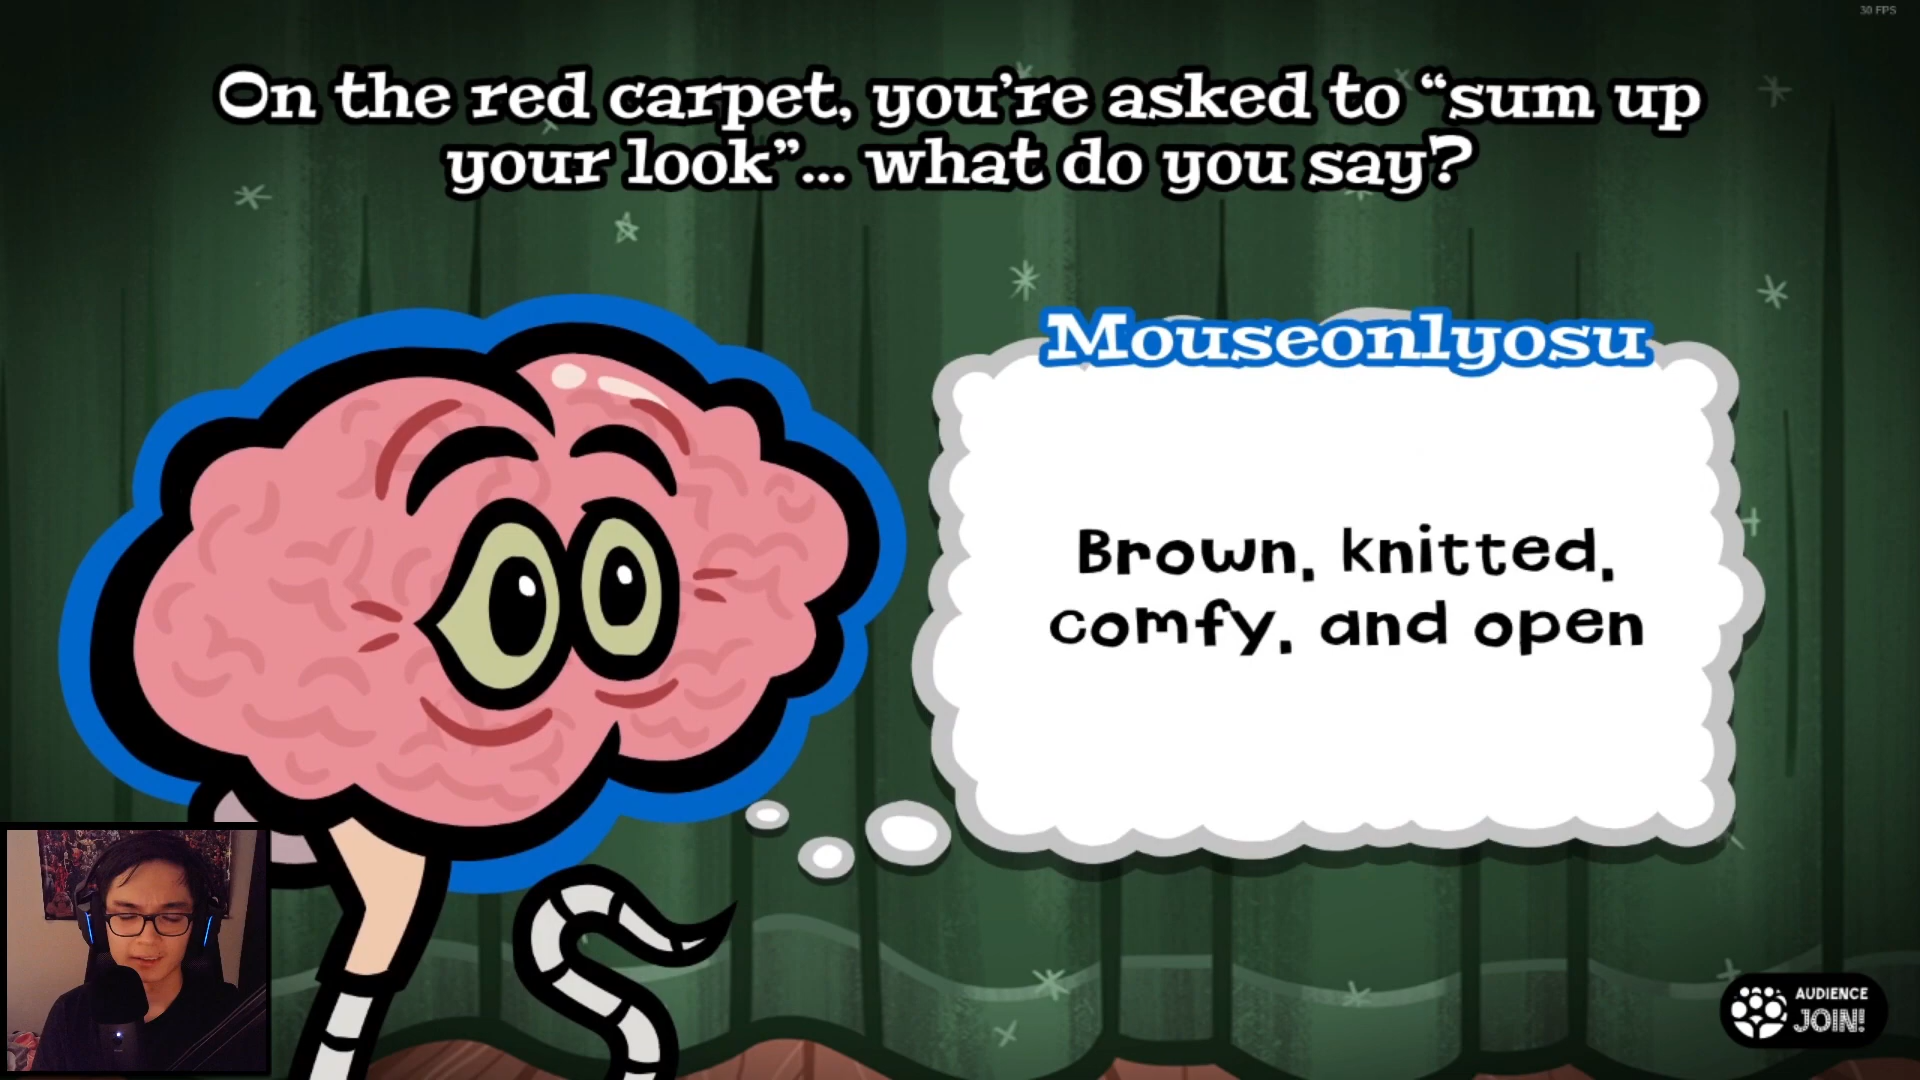 30 FPS
On the red carpet, you're asked to “sum up
your look”... what do you say?
Mouseonlyosu
Brown, knitted,
comfy, and open
AUDIENCE
JOIN!